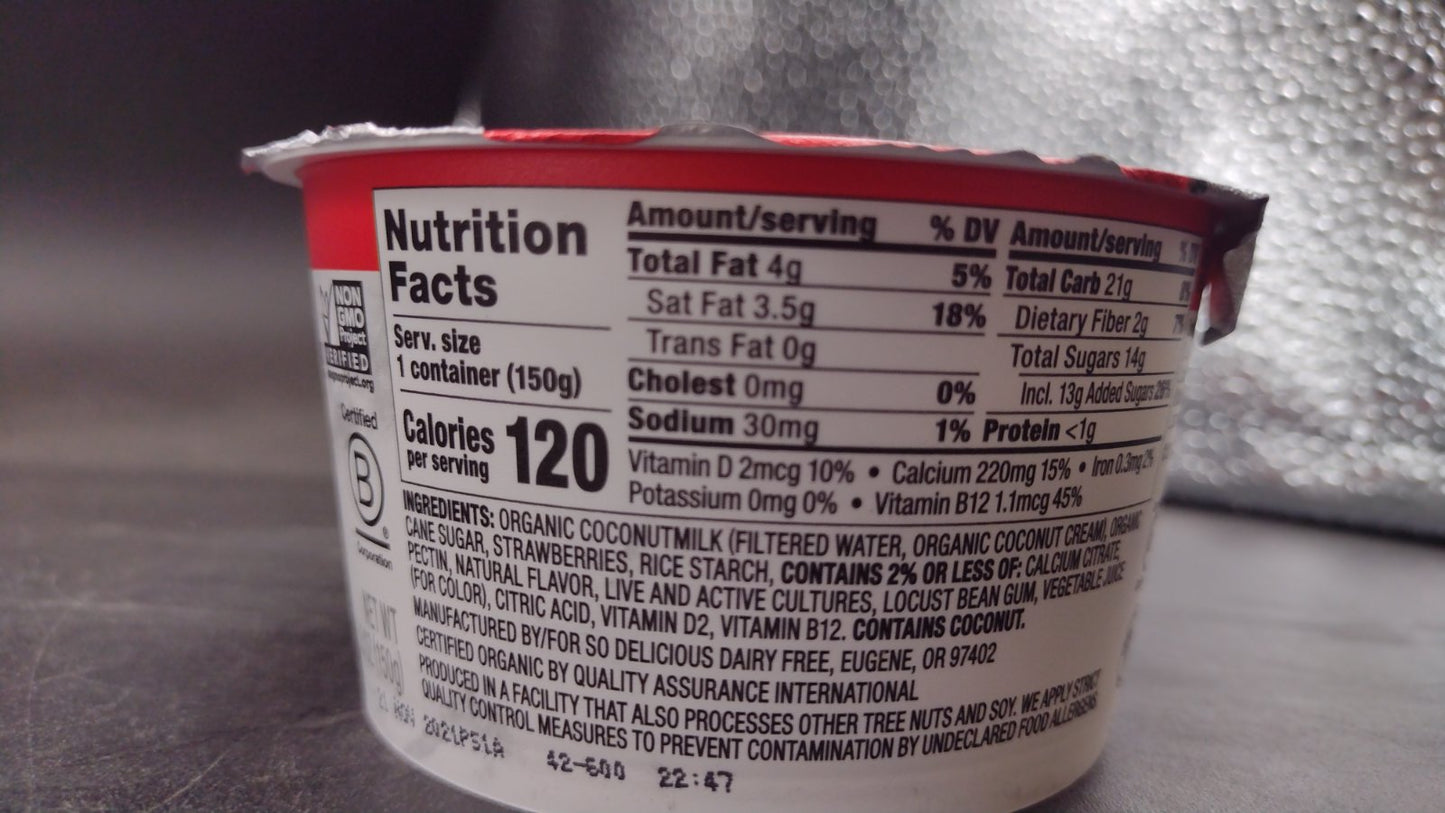 Nutrition
Facts
Serv. size
1 container (150g)
Calories 120
per serving
Amount/serving % DV
Total Fat 4g 5%
Sat Fat 3.5g 18%
Trans Fat 0g
Cholest 0mg 0%
Sodium 30mg 1%
Amount/serving
Total Carb 21g
Dietary Fiber 2g
Total Sugars 14g
Incl. 13g Added Sugars 26%
Protein <1g
Vitamin D 2mcg 10% • Calcium 220mg 15% • Iron 0.3mg 2%
Potassium 0mg 0% • Vitamin B12 1.1mcg 45%
INGREDIENTS: ORGANIC COCONUTMILK (FILTERED WATER, ORGANIC COCONUT CREAM), ORGANIC
CANE SUGAR, STRAWBERRIES, RICE STARCH, CONTAINS 2% OR LESS OF: CALCIUM CITRATE,
PECTIN, NATURAL FLAVOR, LIVE AND ACTIVE CULTURES, LOCUST BEAN GUM, VEGETABLE JUICE
(FOR COLOR), CITRIC ACID, VITAMIN D2, VITAMIN B12. CONTAINS COCONUT.
MANUFACTURED BY/FOR SO DELICIOUS DAIRY FREE, EUGENE, OR 97402
CERTIFIED ORGANIC BY QUALITY ASSURANCE INTERNATIONAL
PRODUCED IN A FACILITY THAT ALSO PROCESSES OTHER TREE NUTS AND SOY. WE APPLY STRICT
QUALITY CONTROL MEASURES TO PREVENT CONTAMINATION BY UNDECLARED FOOD ALLERGENS
NON
GMO
Project
VERIFIED
Certified
B
®
Corporation
NET WT
42-600 22:47